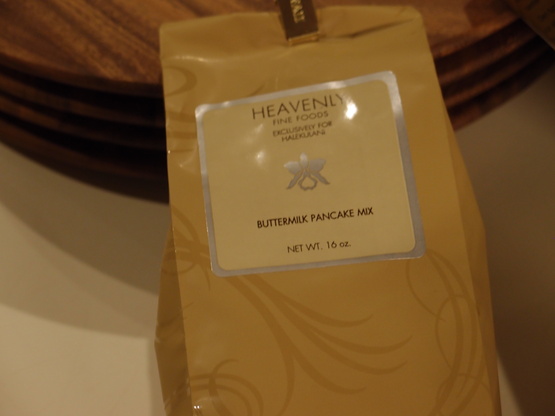 HEAVENLY
FINE FOODS
EXCLUSIVELY FOR
HALEKULANI
BUTTERMILK PANCAKE MIX
NET WT. 16 oz.